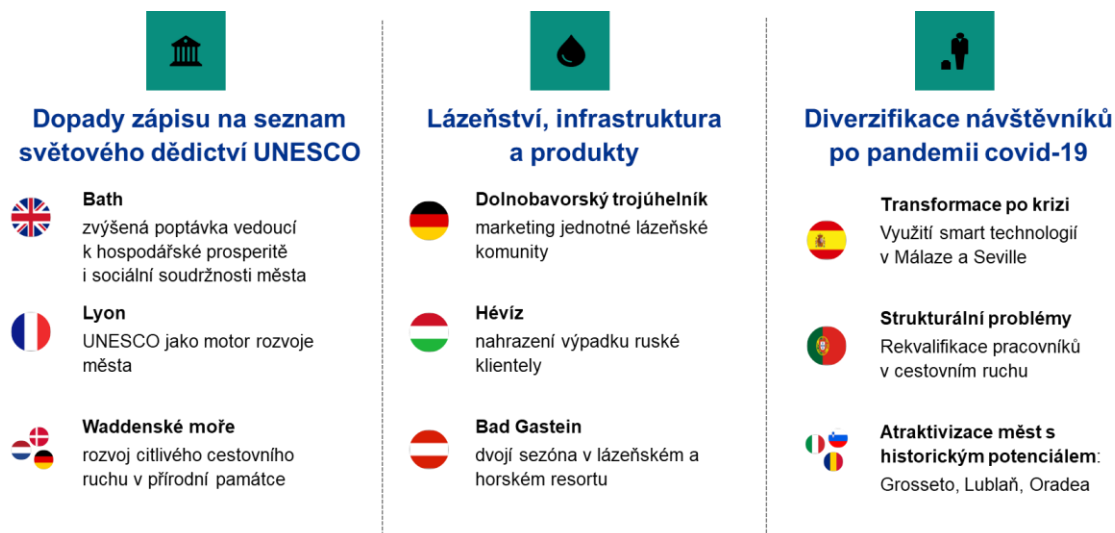 Dopady zápisu na seznam
světového dědictví UNESCO
Bath
zvýšená poptávka vedoucí
k hospodářské prosperitě
i sociální soudržnosti města
Lyon
UNESCO jako motor rozvoje
města
Waddenské moře
rozvoj citlivého cestovního
ruchu v přírodní památce
Lázeňství, infrastruktura
a produkty
Dolnobavorský trojúhelník
marketing jednotné lázeňské
komunity
Hévíz
nahrazení výpadku ruské
klientely
Bad Gastein
dvojí sezóna v lázeňském a
horském resortu
Diverzifikace návštěvníků
po pandemii covid-19
Transformace po krizi
Využití smart technologií
v Málaze a Seville
Strukturální problémy
Rekvalifikace pracovníků
v cestovním ruchu
Atraktivizace měst s
historickým potenciálem:
Grosseto, Lublaň, Oradea